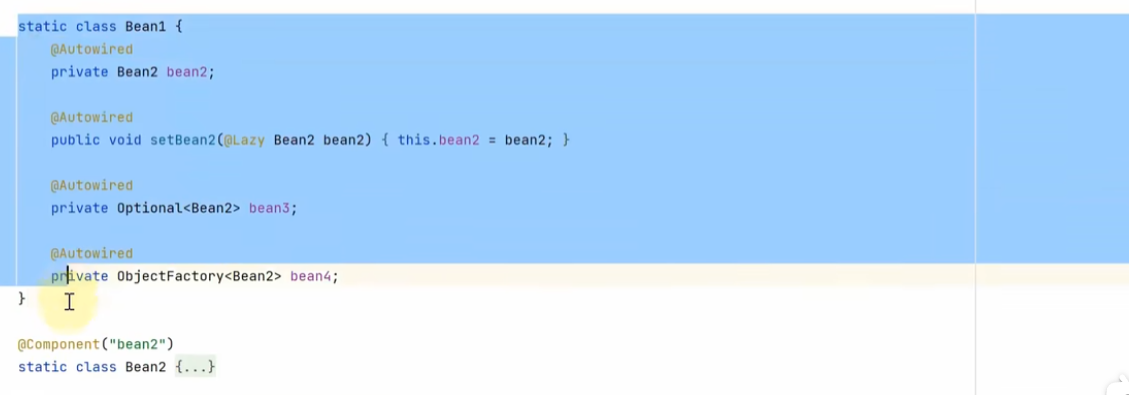 static class Bean1 {
@Autowired
private Bean2 bean2;
@Autowired
public void setBean2(@Lazy Bean2 bean2) { this.bean2 = bean2; }
@Autowired
private Optional<Bean2> bean3;
@Autowired
private ObjectFactory<Bean2> bean4;
}
@Component("bean2")
static class Bean2 {...}